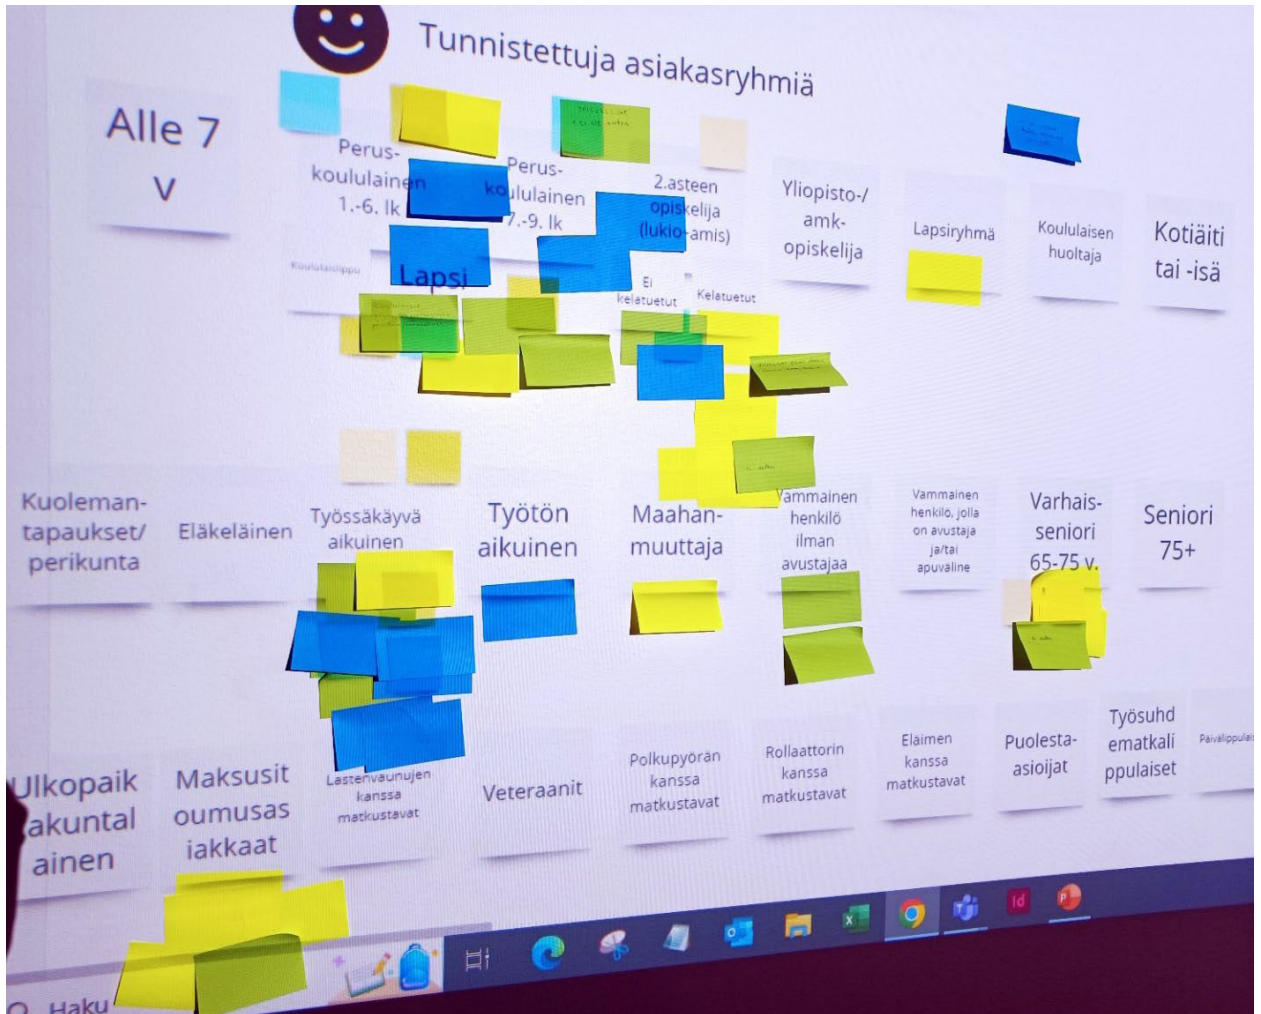 Tunnistettuja asiakasryhmiä
Alle 7
v
Perus-
koululainen
1.-6. lk
Perus-
koululainen
7.-9. lk
2.asteen
opiskelija
(lukio-amis)
Yliopisto-/
amk-
opiskelija
Lapsiryhmä
Koululaisen
huoltaja
Kotiäiti
tai -isä
Koululaislippu
Lapsi
Ei
kelatuetut
Kelatuetut
Kuoleman-
tapaukset/
perikunta
Eläkeläinen
Työssäkäyvä
aikuinen
Työtön
aikuinen
Maahan-
muuttaja
Vammainen
henkilö
ilman
avustajaa
Vammainen
henkilö, jolla
on avustaja
ja/tai
apuväline
Varhais-
seniori
65-75 v.
Seniori
75+
Ulkopaik
akuntal
ainen
Maksusit
oumusas
iakkaat
Lastenvaunujen
kanssa
matkustavat
Veteraanit
Polkupyörän
kanssa
matkustavat
Rollaattorin
kanssa
matkustavat
Eläimen
kanssa
matkustavat
Puolesta-
asioijat
Työsuhd
ematkali
ppulaiset
Haku